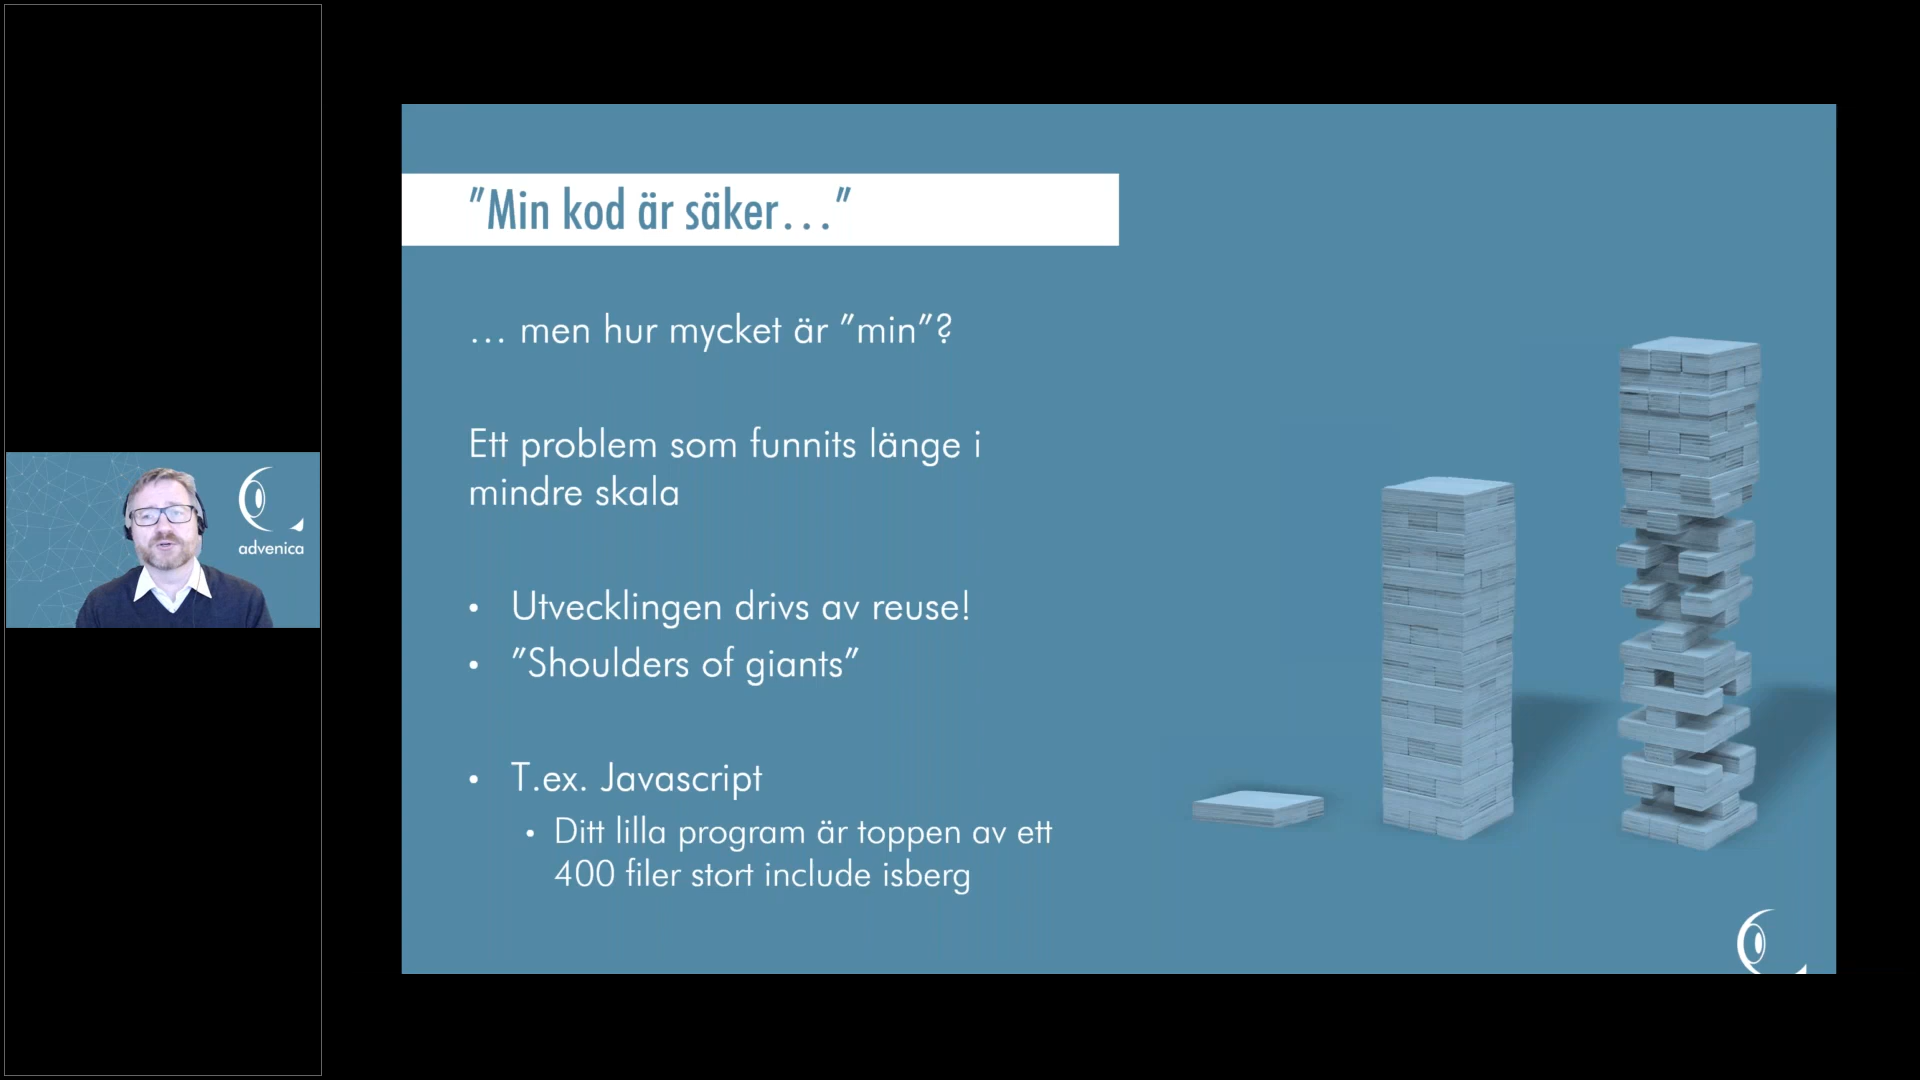 "Min kod är säker..."
... men hur mycket är "min"?
Ett problem som funnits länge i
mindre skala
• Utvecklingen drivs av reuse!
• "Shoulders of giants"
• T.ex. Javascript
• Ditt lilla program är toppen av ett
400 filer stort include isberg
advenica